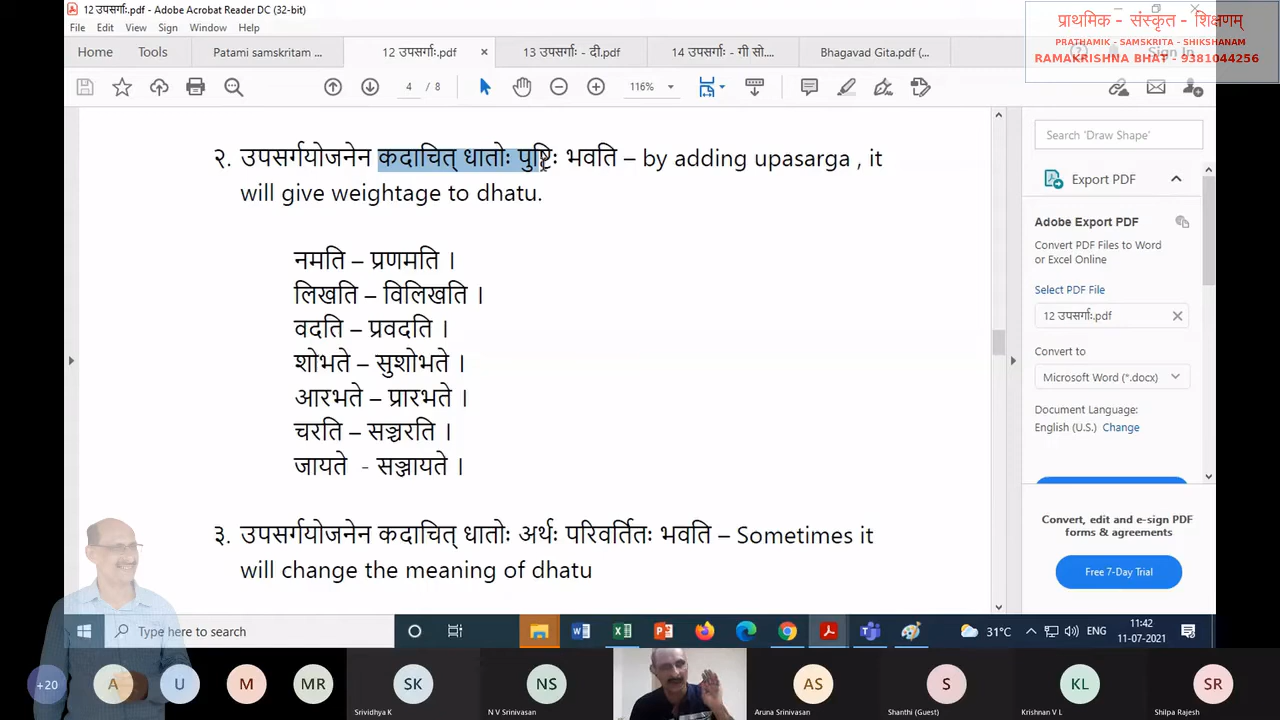 12 उपसर्गाः.pdf - Adobe Acrobat Reader DC (32-bit)
File Edit View Sign Window Help
प्राथमिक - संस्कृत - शिक्षणम्
PRATHAMIK - SAMSKRITA - SHIKSHANAM
RAMAKRISHNA BHAT - 9381044256
Home Tools Patami samskritam ... 12 उपसर्गाः.pdf × 13 उपसर्गाः - दी.pdf 14 उपसर्गाः - गी सो.... Bhagavad Gita.pdf (... Sign In
4 / 8 116%
२. उपसर्गयोजनेन कदाचित् धातोः पुष्टिः भवति – by adding upasarga , it
will give weightage to dhatu.
नमति – प्रणमति ।
लिखति – विलिखति ।
वदति – प्रवदति ।
शोभते – सुशोभते ।
आरभते – प्रारभते ।
चरति – सञ्चरति ।
जायते - सञ्जायते ।
३. उपसर्गयोजनेन कदाचित् धातोः अर्थः परिवर्तितः भवति – Sometimes it
will change the meaning of dhatu
Search 'Draw Shape'
Export PDF
Adobe Export PDF
Convert PDF Files to Word
or Excel Online
Select PDF File
12 उपसर्गाः.pdf ×
Convert to
Microsoft Word (*.docx)
Document Language:
English (U.S.) Change
Convert, edit and e-sign PDF
forms & agreements
Free 7-Day Trial
Type here to search
31°C ENG 11:42
11-07-2021
+20 A U M MR SK NS AS S KL SR
Srividhya K N V Srinivasan Aruna Srinivasan Shanthi (Guest) Krishnan V L Shilpa Rajesh